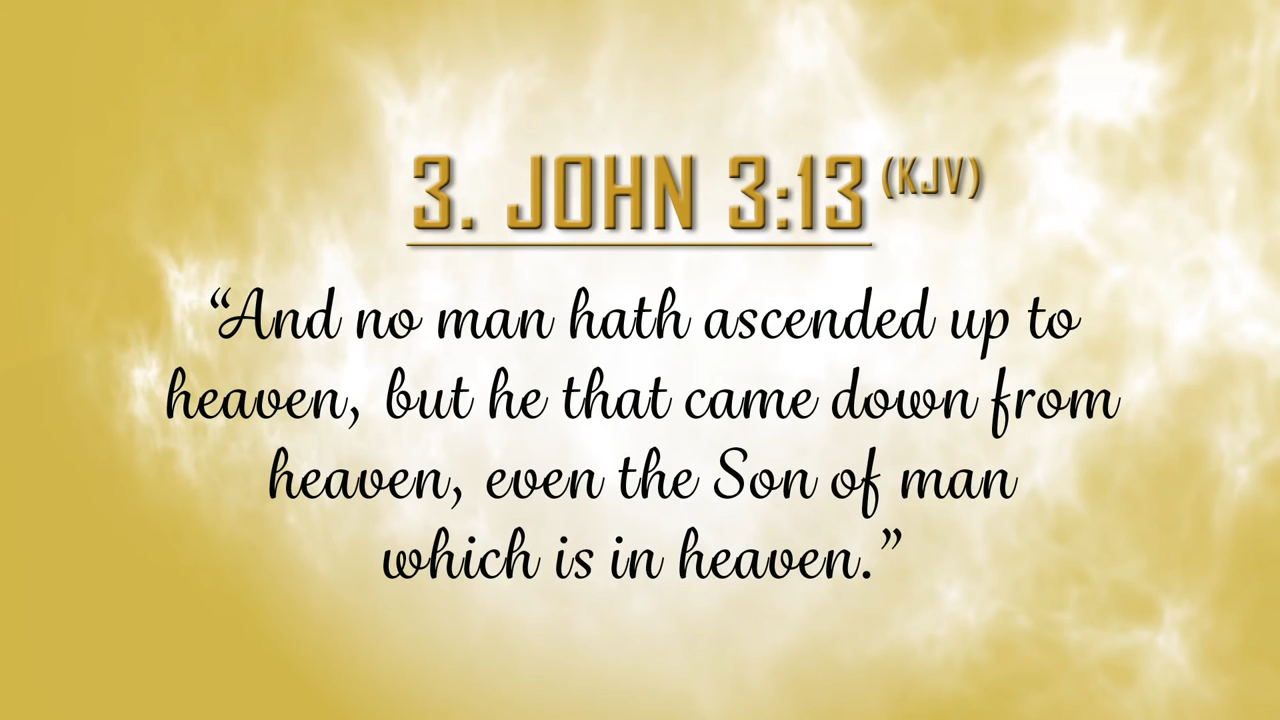 3. JOHN 3:13 (KJV)
“And no man hath ascended up to
heaven, but he that came down from
heaven, even the Son of man
which is in heaven.”